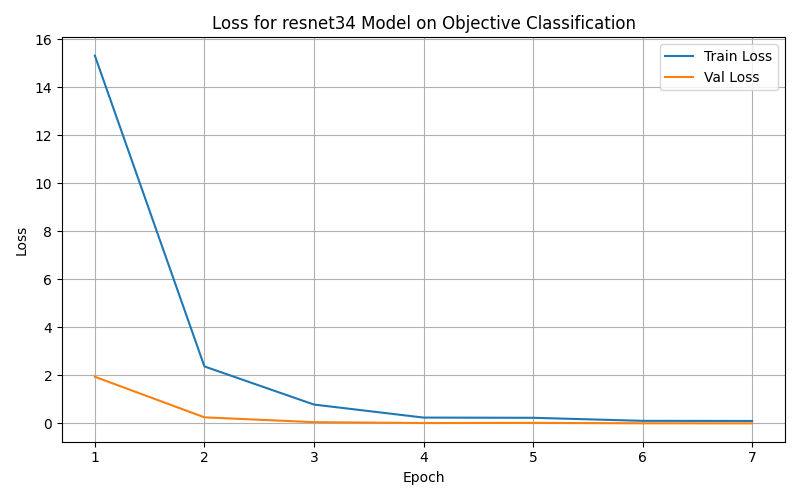 Loss for resnet34 Model on Objective Classification
16
14
12
10
8
6
4
2
0
Loss
Train Loss
Val Loss
1 2 3 4 5 6 7
Epoch